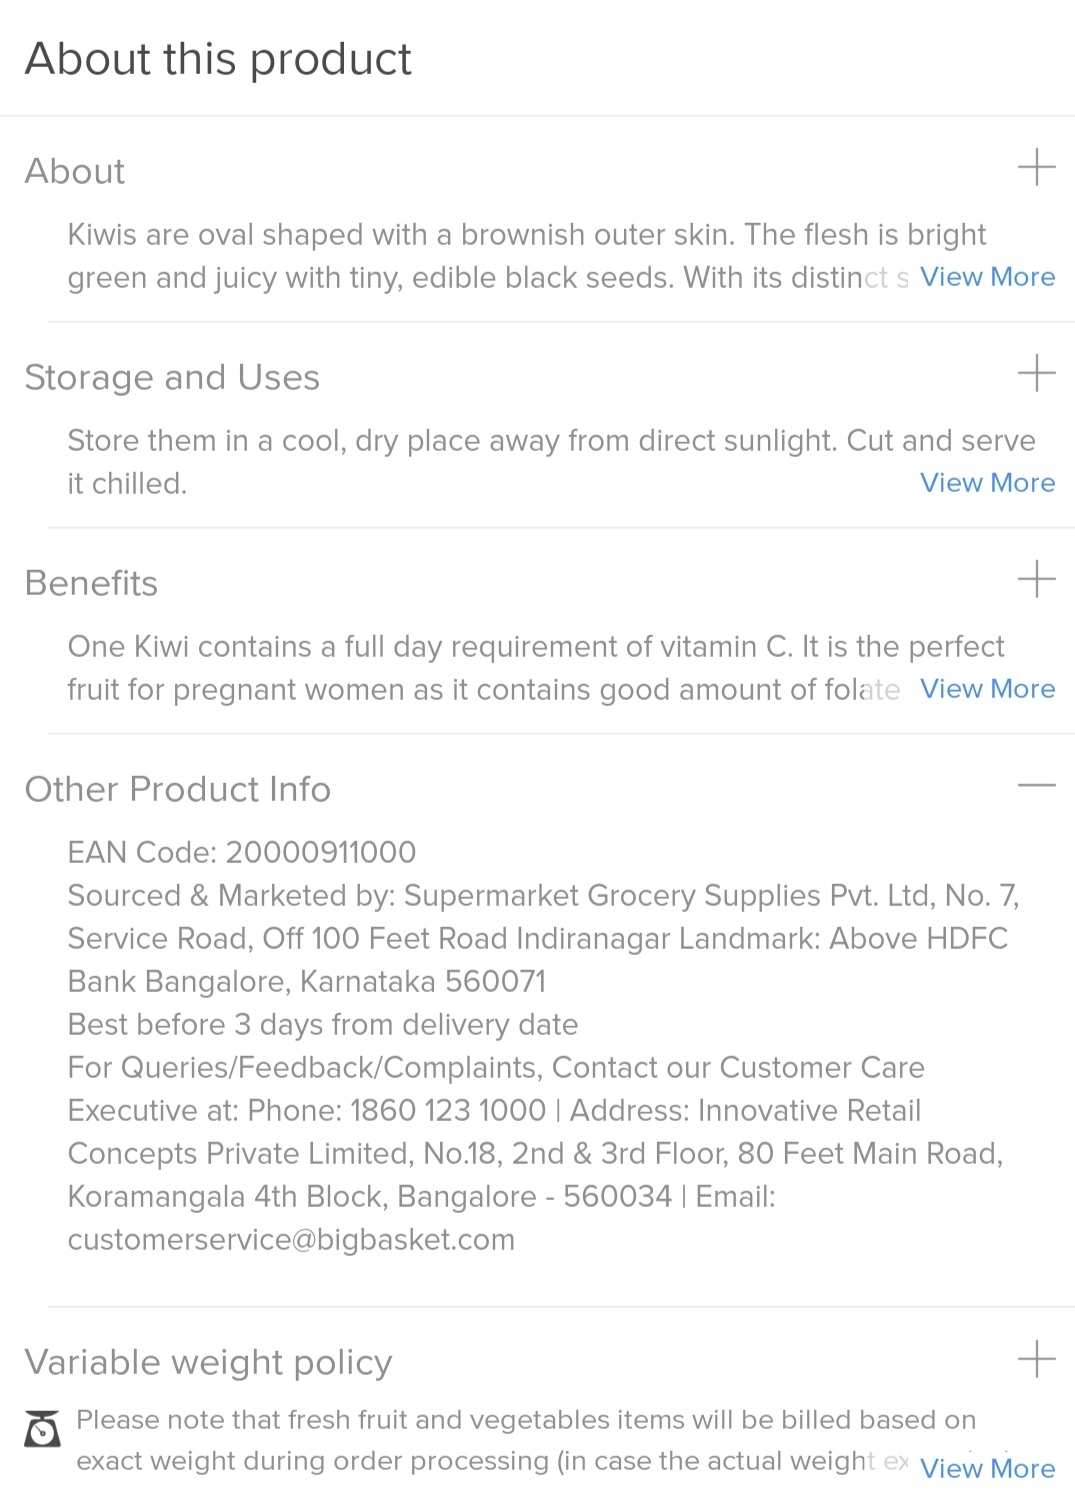 About this product
About
Kiwis are oval shaped with a brownish outer skin. The flesh is bright
green and juicy with tiny, edible black seeds. With its distinct s View More
Storage and Uses
Store them in a cool, dry place away from direct sunlight. Cut and serve
it chilled. View More
Benefits
One Kiwi contains a full day requirement of vitamin C. It is the perfect
fruit for pregnant women as it contains good amount of folate View More
Other Product Info
EAN Code: 20000911000
Sourced & Marketed by: Supermarket Grocery Supplies Pvt. Ltd, No. 7,
Service Road, Off 100 Feet Road Indiranagar Landmark: Above HDFC
Bank Bangalore, Karnataka 560071
Best before 3 days from delivery date
For Queries/Feedback/Complaints, Contact our Customer Care
Executive at: Phone: 1860 123 1000 | Address: Innovative Retail
Concepts Private Limited, No.18, 2nd & 3rd Floor, 80 Feet Main Road,
Koramangala 4th Block, Bangalore - 560034 | Email:
customerservice@bigbasket.com
Variable weight policy
Please note that fresh fruit and vegetables items will be billed based on
exact weight during order processing (in case the actual weight ex View More